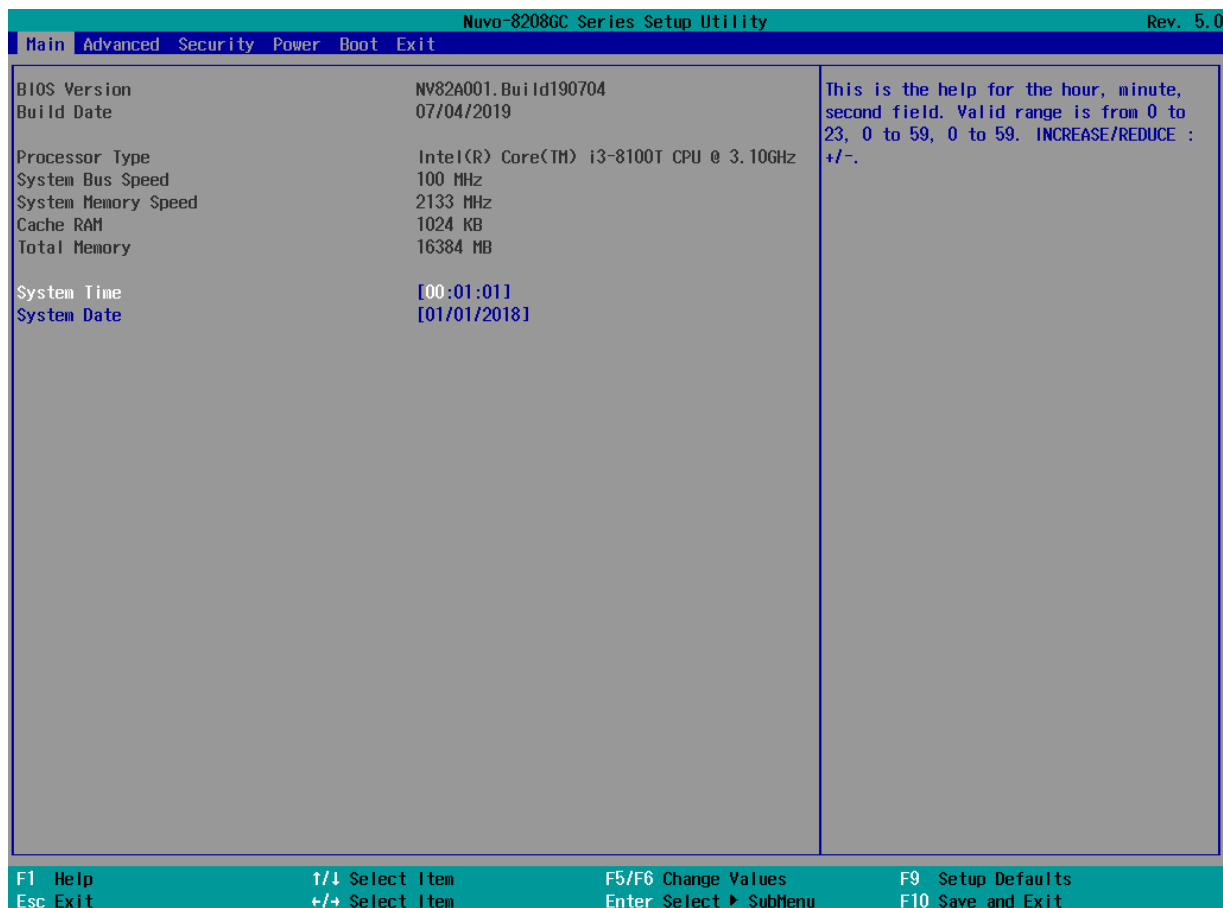 Nuvo-8208GC Series Setup Utility Rev. 5.0
Main Advanced Security Power Boot Exit
BIOS Version NV82A001.Build190704
Build Date 07/04/2019
Processor Type Intel(R) Core(TM) i3-8100T CPU @ 3.10GHz
System Bus Speed 100 MHz
System Memory Speed 2133 MHz
Cache RAM 1024 KB
Total Memory 16384 MB
System Time [00:01:01]
System Date [01/01/2018]
This is the help for the hour, minute,
second field. Valid range is from 0 to
23, 0 to 59, 0 to 59. INCREASE/REDUCE :
+/-.
F1 Help ↑/↓ Select Item F5/F6 Change Values F9 Setup Defaults
Esc Exit ←/→ Select Item Enter Select ▶ SubMenu F10 Save and Exit